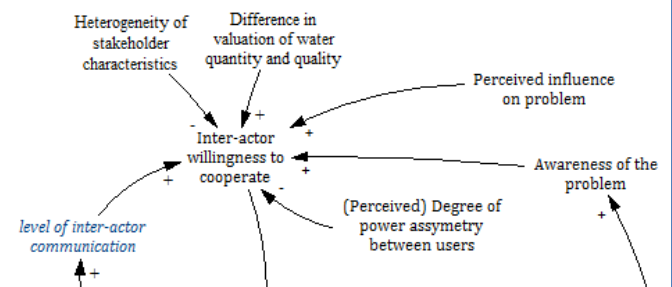 Heterogeneity of
stakeholder
characteristics
Difference in
valuation of water
quantity and quality
Perceived influence
on problem
-
+
+
Inter-actor
willingness to
cooperate
+
+
-
Awareness of the
problem
(Perceived) Degree of
power assymetry
between users
+
level of inter-actor
communication
+